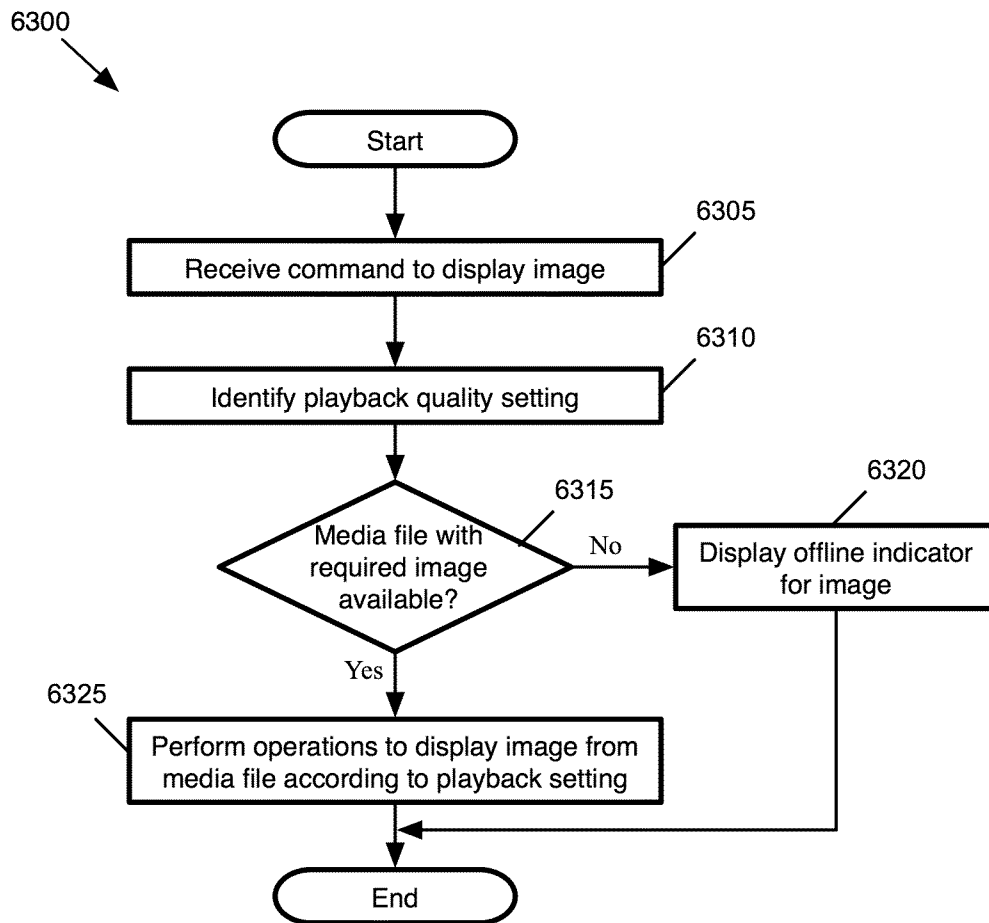 6300
Start
6305
Receive command to display image
6310
Identify playback quality setting
6315
Media file with
required image
available?
No
6320
Display offline indicator
for image
Yes
6325
Perform operations to display image from
media file according to playback setting
End